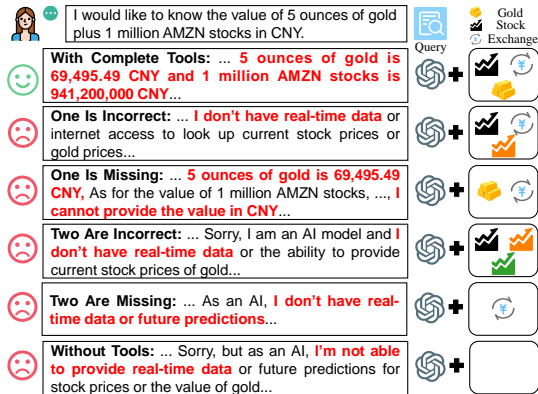 I would like to know the value of 5 ounces of gold
plus 1 million AMZN stocks in CNY.
Query
Gold
Stock
Exchange
With Complete Tools: ... 5 ounces of gold is
69,495.49 CNY and 1 million AMZN stocks is
941,200,000 CNY...
One Is Incorrect: ... I don't have real-time data or
internet access to look up current stock prices or
gold prices...
One Is Missing: ... 5 ounces of gold is 69,495.49
CNY, As for the value of 1 million AMZN stocks, ..., I
cannot provide the value in CNY...
Two Are Incorrect: ... Sorry, I am an AI model and I
don't have real-time data or the ability to provide
current stock prices of gold...
Two Are Missing: ... As an AI, I don't have real-
time data or future predictions...
Without Tools: ... Sorry, but as an AI, I'm not able
to provide real-time data or future predictions for
stock prices or the value of gold...